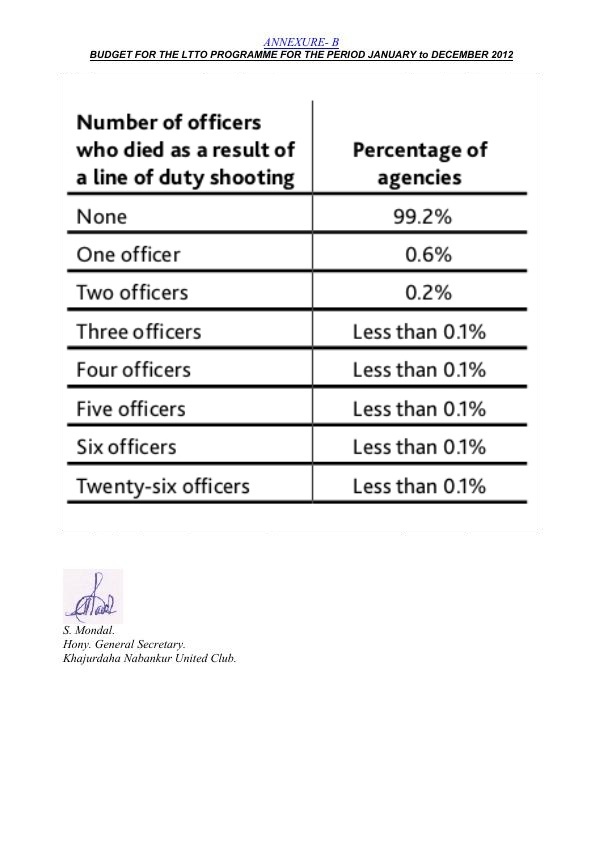 ANNEXURE- B
BUDGET FOR THE LTTO PROGRAMME FOR THE PERIOD JANUARY to DECEMBER 2012
Number of officers
who died as a result of
a line of duty shooting
Percentage of
agencies
None 99.2%
One officer 0.6%
Two officers 0.2%
Three officers Less than 0.1%
Four officers Less than 0.1%
Five officers Less than 0.1%
Six officers Less than 0.1%
Twenty-six officers Less than 0.1%
S. Mondal.
Hony. General Secretary.
Khajurdaha Nabankur United Club.